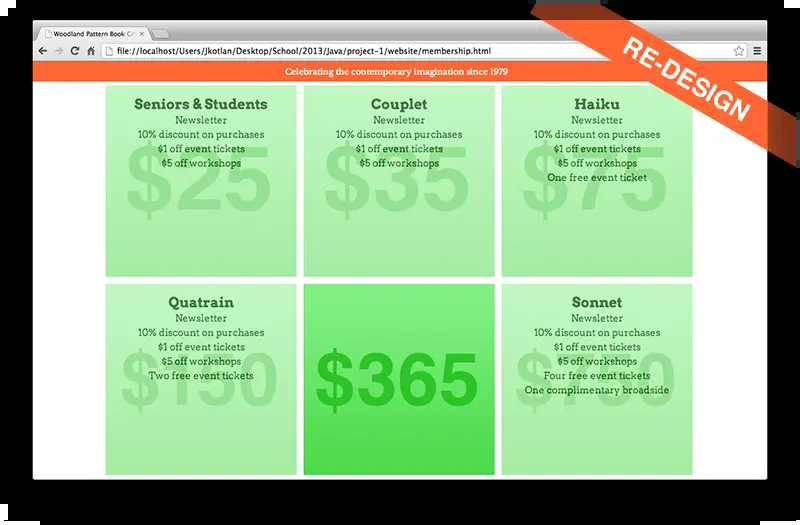 Woodland Pattern Book C
file://localhost/Users/Jkotlan/Desktop/School/2013/Java/project-1/website/membership.html
RE-DESIGN
Celebrating the contemporary imagination since 1979
Seniors & Students
Newsletter
10% discount on purchases
$1 off event tickets
$5 off workshops
$25
Couplet
Newsletter
10% discount on purchases
$1 off event tickets
$5 off workshops
$35
Haiku
Newsletter
10% discount on purchases
$1 off event tickets
$5 off workshops
One free event ticket
$75
Quatrain
Newsletter
10% discount on purchases
$1 off event tickets
$5 off workshops
Two free event tickets
$150
$365
Sonnet
Newsletter
10% discount on purchases
$1 off event tickets
$5 off workshops
Four free event tickets
One complimentary broadside